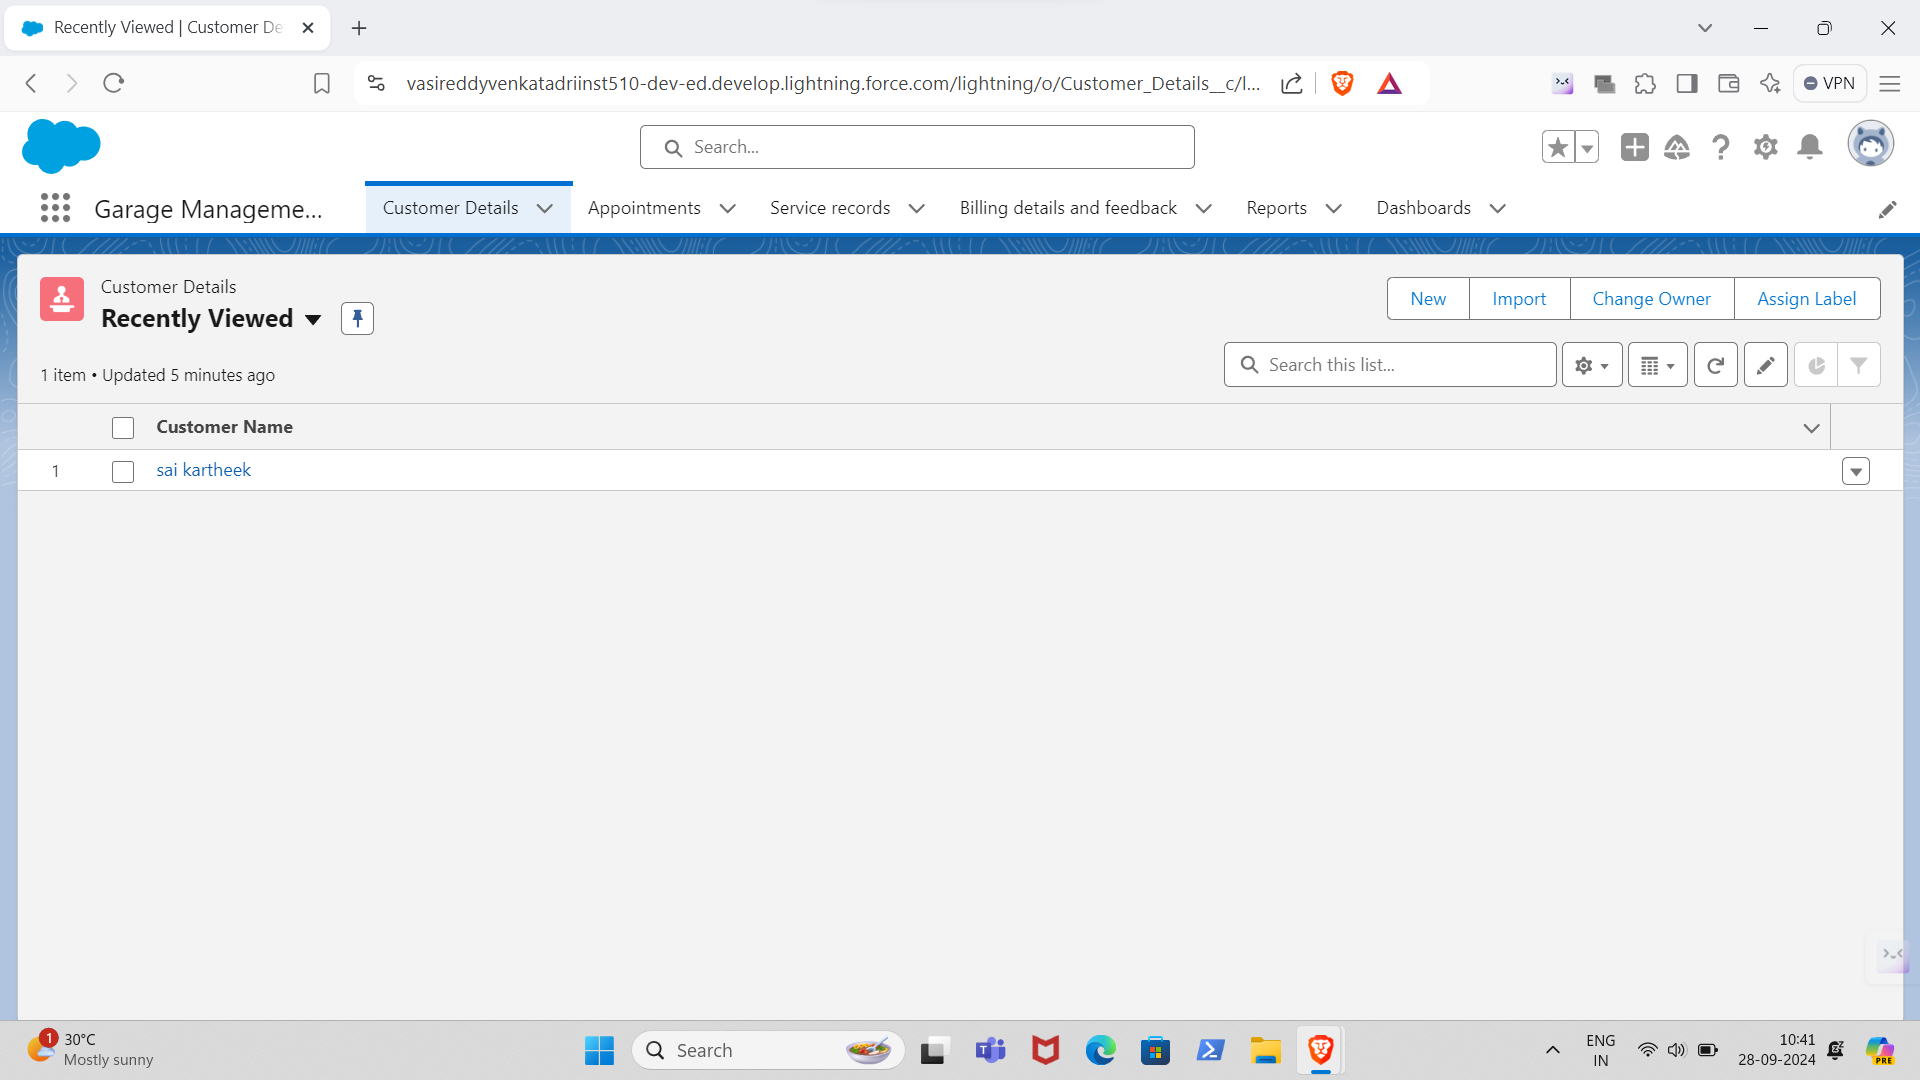 Recently Viewed | Customer De
vasireddyvenkatadriinst510-dev-ed.develop.lightning.force.com/lightning/o/Customer_Details__c/l...
VPN
Search...
Garage Manageme...
Customer Details
Appointments
Service records
Billing details and feedback
Reports
Dashboards
Customer Details
Recently Viewed
New
Import
Change Owner
Assign Label
1 item • Updated 5 minutes ago
Search this list...
Customer Name
1
sai kartheek
1
30°C
Mostly sunny
Search
ENG
IN
10:41
28-09-2024
PRE